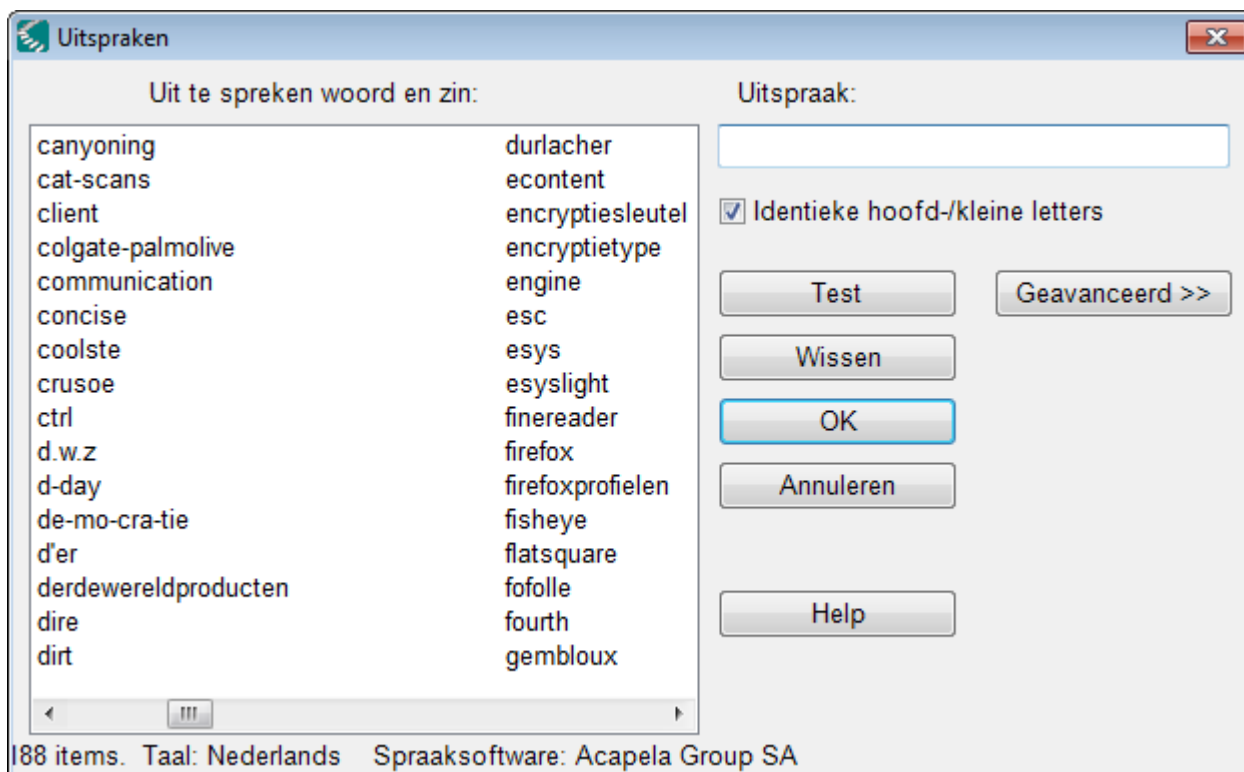 Uitspraken
Uit te spreken woord en zin:
canyoning
cat-scans
client
colgate-palmolive
communication
concise
coolste
crusoe
ctrl
d.w.z
d-day
de-mo-cra-tie
d'er
derdewereldproducten
dire
dirt
durlacher
econtent
encryptiesleutel
encryptietype
engine
esc
esys
esyslight
finereader
firefox
firefoxprofielen
fisheye
flatsquare
fofolle
fourth
gembloux
Uitspraak:
Identieke hoofd-/kleine letters
Test
Geavanceerd >>
Wissen
OK
Annuleren
Help
188 items. Taal: Nederlands Spraaksoftware: Acapela Group SA